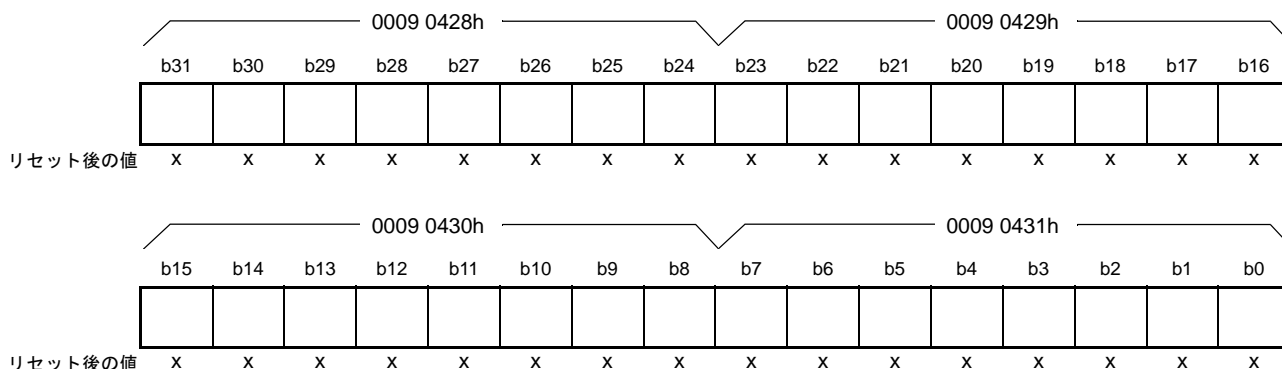 0009 0428h 0009 0429h
b31 b30 b29 b28 b27 b26 b25 b24 b23 b22 b21 b20 b19 b18 b17 b16
リセット後の値 x x x x x x x x x x x x x x x x
0009 0430h 0009 0431h
b15 b14 b13 b12 b11 b10 b9 b8 b7 b6 b5 b4 b3 b2 b1 b0
リセット後の値 x x x x x x x x x x x x x x x x